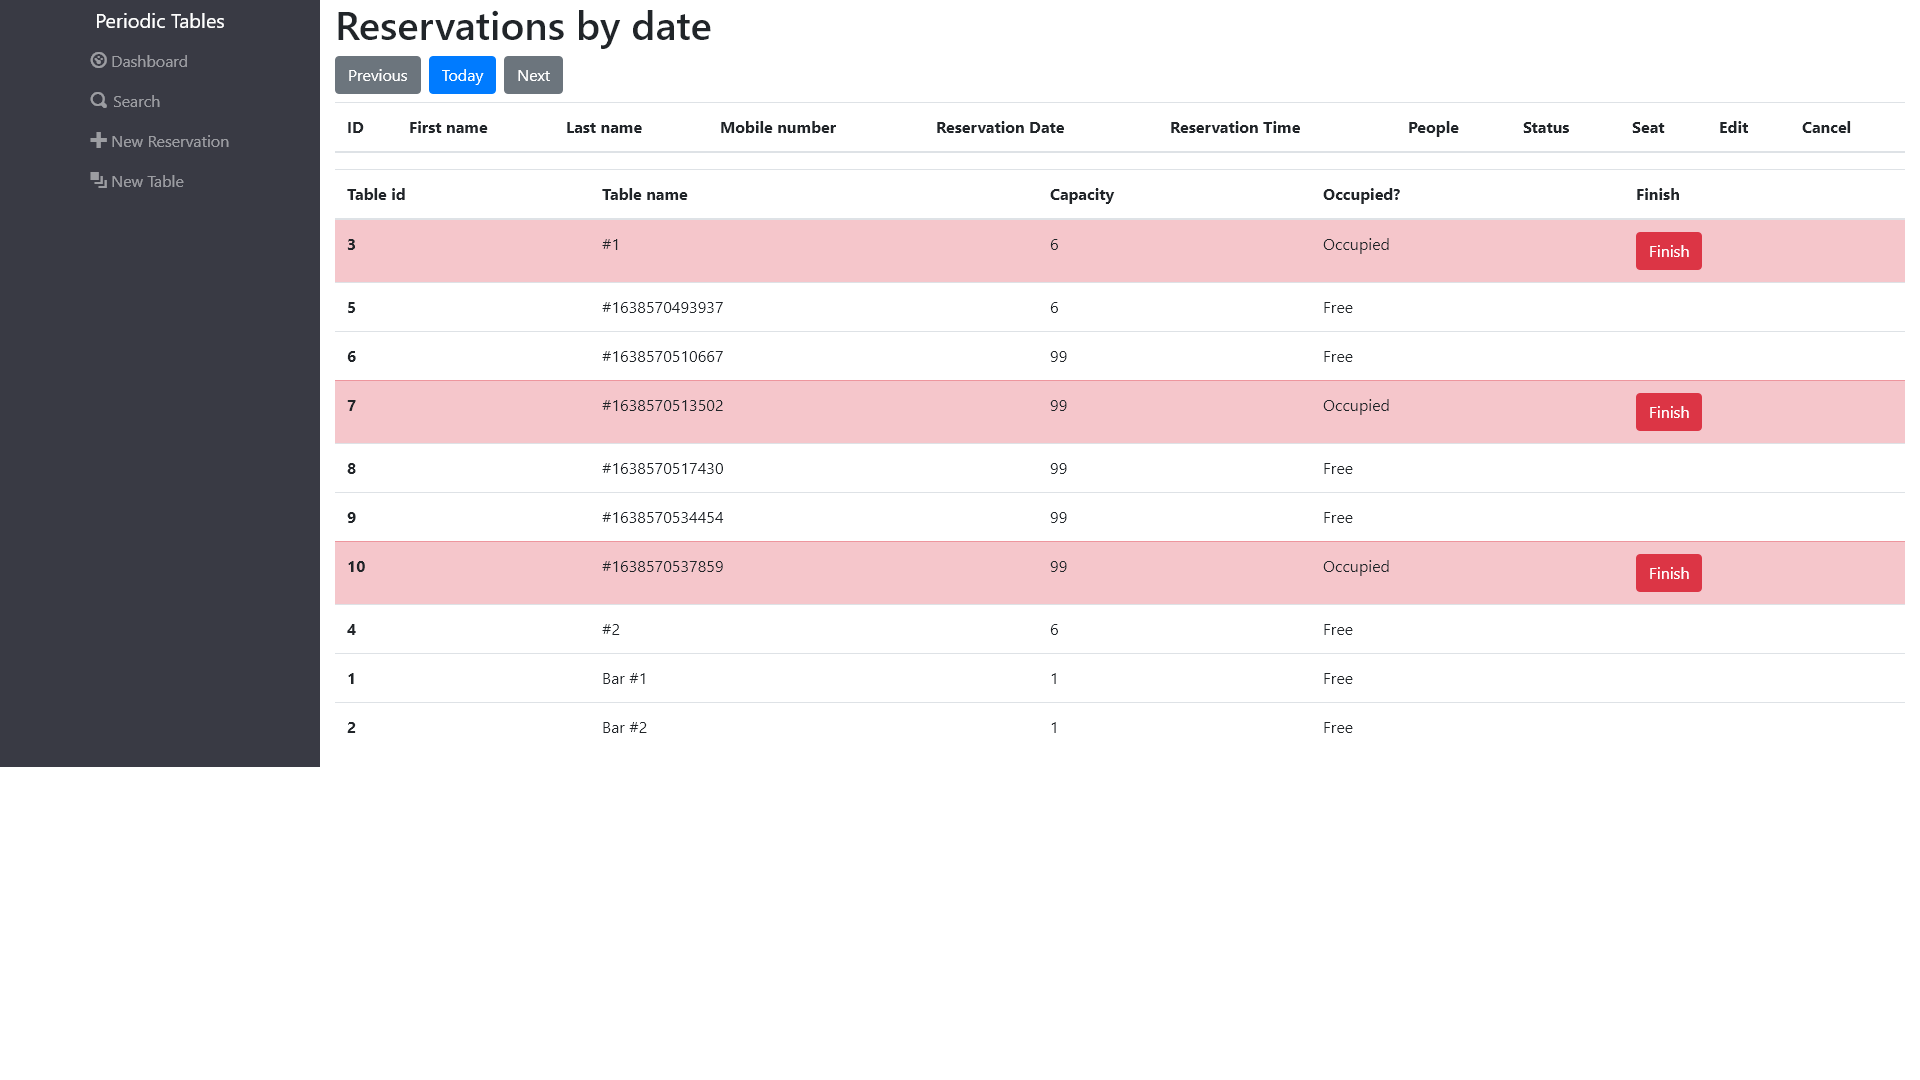 Periodic Tables
Dashboard
Search
New Reservation
New Table
Reservations by date
Previous Today Next
ID First name Last name Mobile number Reservation Date Reservation Time People Status Seat Edit Cancel
Table id Table name Capacity Occupied? Finish
3 #1 6 Occupied Finish
5 #1638570493937 6 Free
6 #1638570510667 99 Free
7 #1638570513502 99 Occupied Finish
8 #1638570517430 99 Free
9 #1638570534454 99 Free
10 #1638570537859 99 Occupied Finish
4 #2 6 Free
1 Bar #1 1 Free
2 Bar #2 1 Free